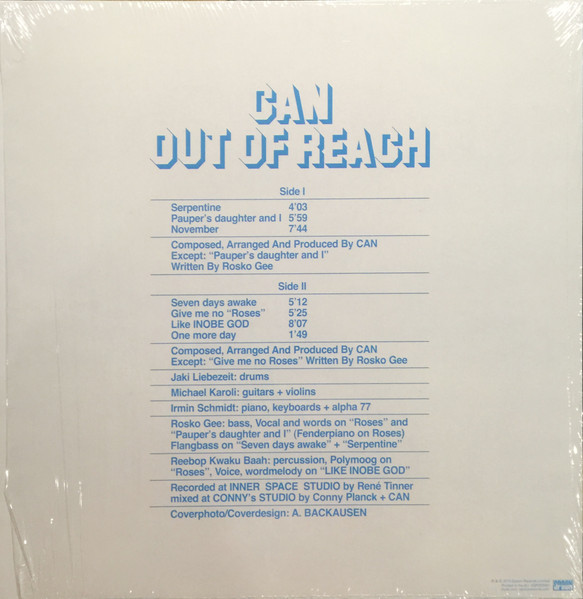 CAN
OUT OF REACH
Side I
Serpentine 4'03
Pauper's daughter and I 5'59
November 7'44
Composed, Arranged And Produced By CAN
Except: "Pauper's daughter and I"
Written By Rosko Gee
Side II
Seven days awake 5'12
Give me no "Roses" 5'25
Like INOBE GOD 8'07
One more day 1'49
Composed, Arranged And Produced By CAN
Except: "Give me no Roses" Written By Rosko Gee
Jaki Liebezeit: drums
Michael Karoli: guitars + violins
Irmin Schmidt: piano, keyboards + alpha 77
Rosko Gee: bass, Vocal and words on "Roses" and
"Pauper's daughter and I" (Fenderpiano on Roses)
Flangbass on "Seven days awake" + "Serpentine"
Reebop Kwaku Baah: percussion, Polymoog on
"Roses", Voice, wordmelody on "LIKE INOBE GOD"
Recorded at INNER SPACE STUDIO by René Tinner
mixed at CONNY's STUDIO by Conny Planck + CAN
Coverphoto/Coverdesign: A. BACKAUSEN